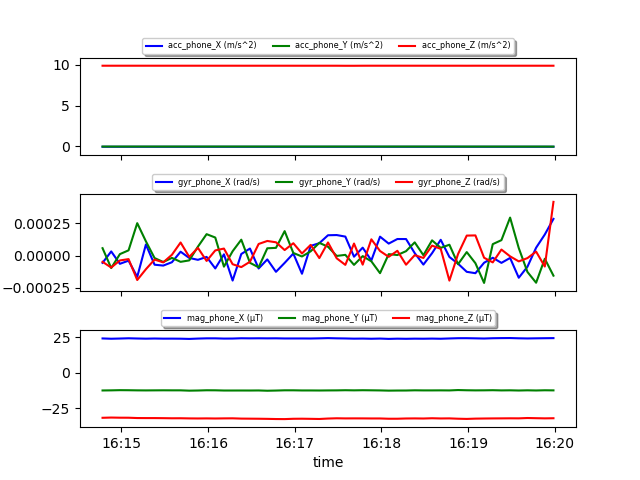 acc_phone_X (m/s^2) acc_phone_Y (m/s^2) acc_phone_Z (m/s^2)
10
5
0
gyr_phone_X (rad/s) gyr_phone_Y (rad/s) gyr_phone_Z (rad/s)
0.00025
0.00000
−0.00025
mag_phone_X (μT) mag_phone_Y (μT) mag_phone_Z (μT)
25
0
−25
16:15 16:16 16:17 16:18 16:19 16:20
time